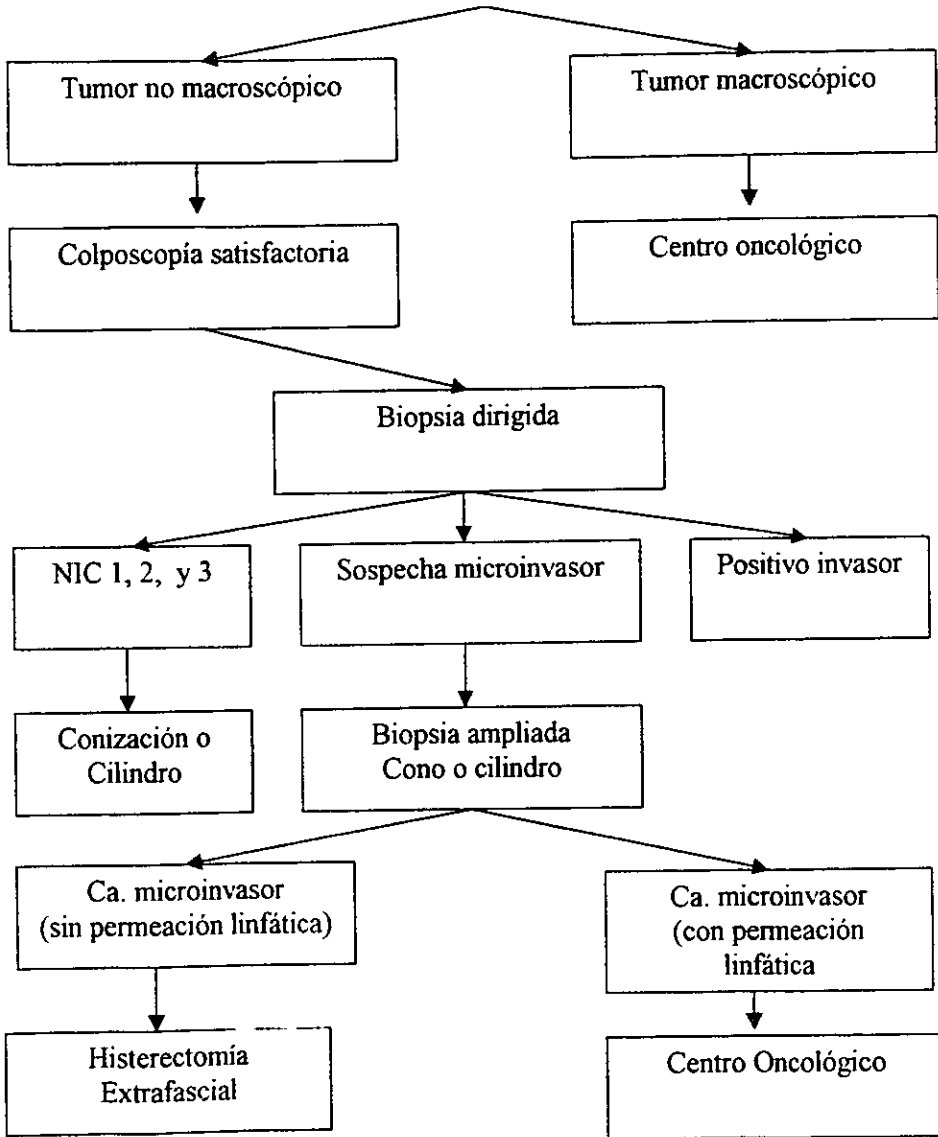 Tumor no macroscópico
Tumor macroscópico
Colposcopía satisfactoria
Centro oncológico
Biopsia dirigida
NIC 1, 2, y 3
Sospecha microinvasor
Positivo invasor
Conización o
Cilindro
Biopsia ampliada
Cono o cilindro
Ca. microinvasor
(sin permeación linfática)
Ca. microinvasor
(con permeación
linfática
Histerectomía
Extrafascial
Centro Oncológico